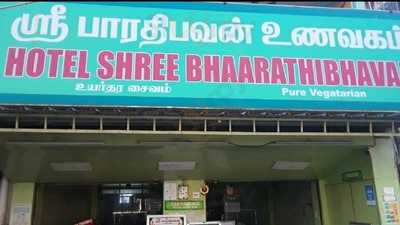 ஸ்ரீ பாரதிபவன் உணவகம்
HOTEL SHREE BHAARATHIBHAVA
உயர்தர சைவம்
Pure Vegatarian